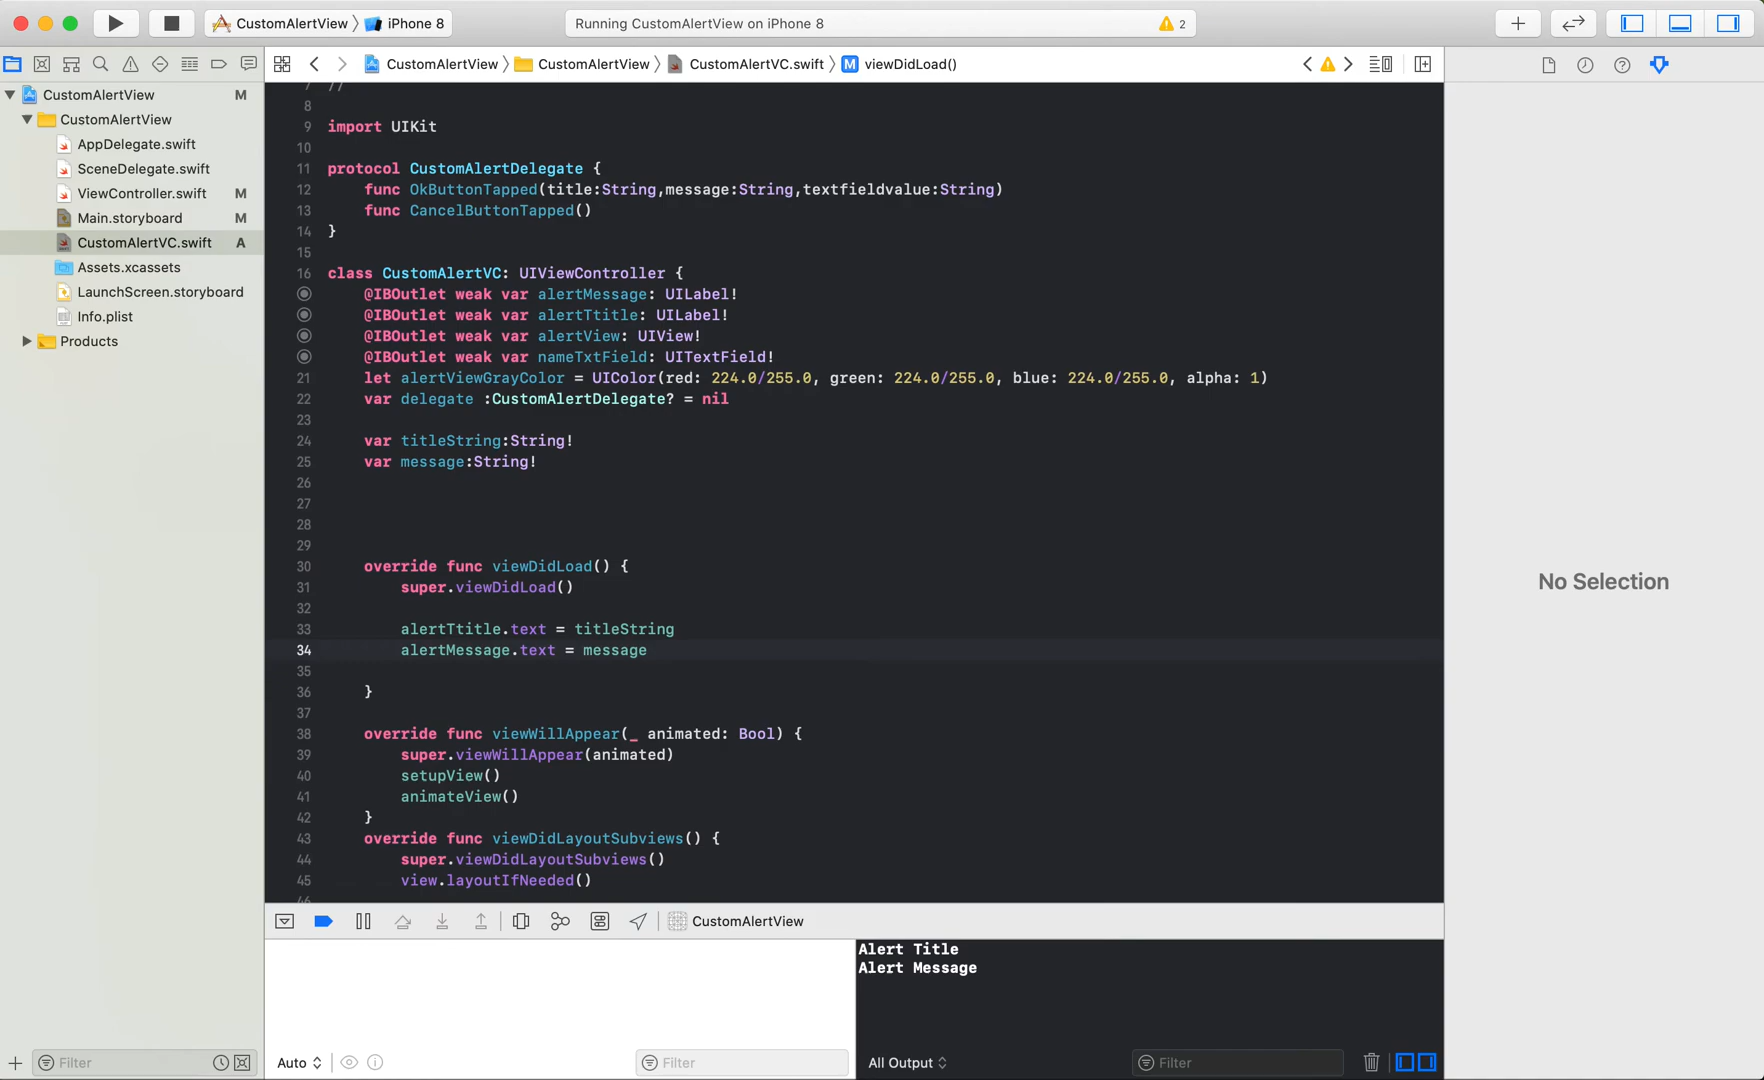 CustomAlertView 〉 iPhone 8
Running CustomAlertView on iPhone 8
2
CustomAlertView 〉 CustomAlertView 〉 CustomAlertVC.swift 〉 M viewDidLoad()
CustomAlertView M
CustomAlertView
AppDelegate.swift
SceneDelegate.swift
ViewController.swift M
Main.storyboard M
CustomAlertVC.swift A
Assets.xcassets
LaunchScreen.storyboard
Info.plist
Products
7 //
8
9 import UIKit
10
11 protocol CustomAlertDelegate {
12 func OkButtonTapped(title:String,message:String,textfieldvalue:String)
13 func CancelButtonTapped()
14 }
15
16 class CustomAlertVC: UIViewController {
@IBOutlet weak var alertMessage: UILabel!
@IBOutlet weak var alertTtitle: UILabel!
@IBOutlet weak var alertView: UIView!
@IBOutlet weak var nameTxtField: UITextField!
21 let alertViewGrayColor = UIColor(red: 224.0/255.0, green: 224.0/255.0, blue: 224.0/255.0, alpha: 1)
22 var delegate :CustomAlertDelegate? = nil
23
24 var titleString:String!
25 var message:String!
26
27
28
29
30 override func viewDidLoad() {
31 super.viewDidLoad()
32
33 alertTtitle.text = titleString
34 alertMessage.text = message
35
36 }
37
38 override func viewWillAppear(_ animated: Bool) {
39 super.viewWillAppear(animated)
40 setupView()
41 animateView()
42 }
43 override func viewDidLayoutSubviews() {
44 super.viewDidLayoutSubviews()
45 view.layoutIfNeeded()
46
No Selection
CustomAlertView
Alert Title
Alert Message
Filter
Auto
Filter
All Output
Filter